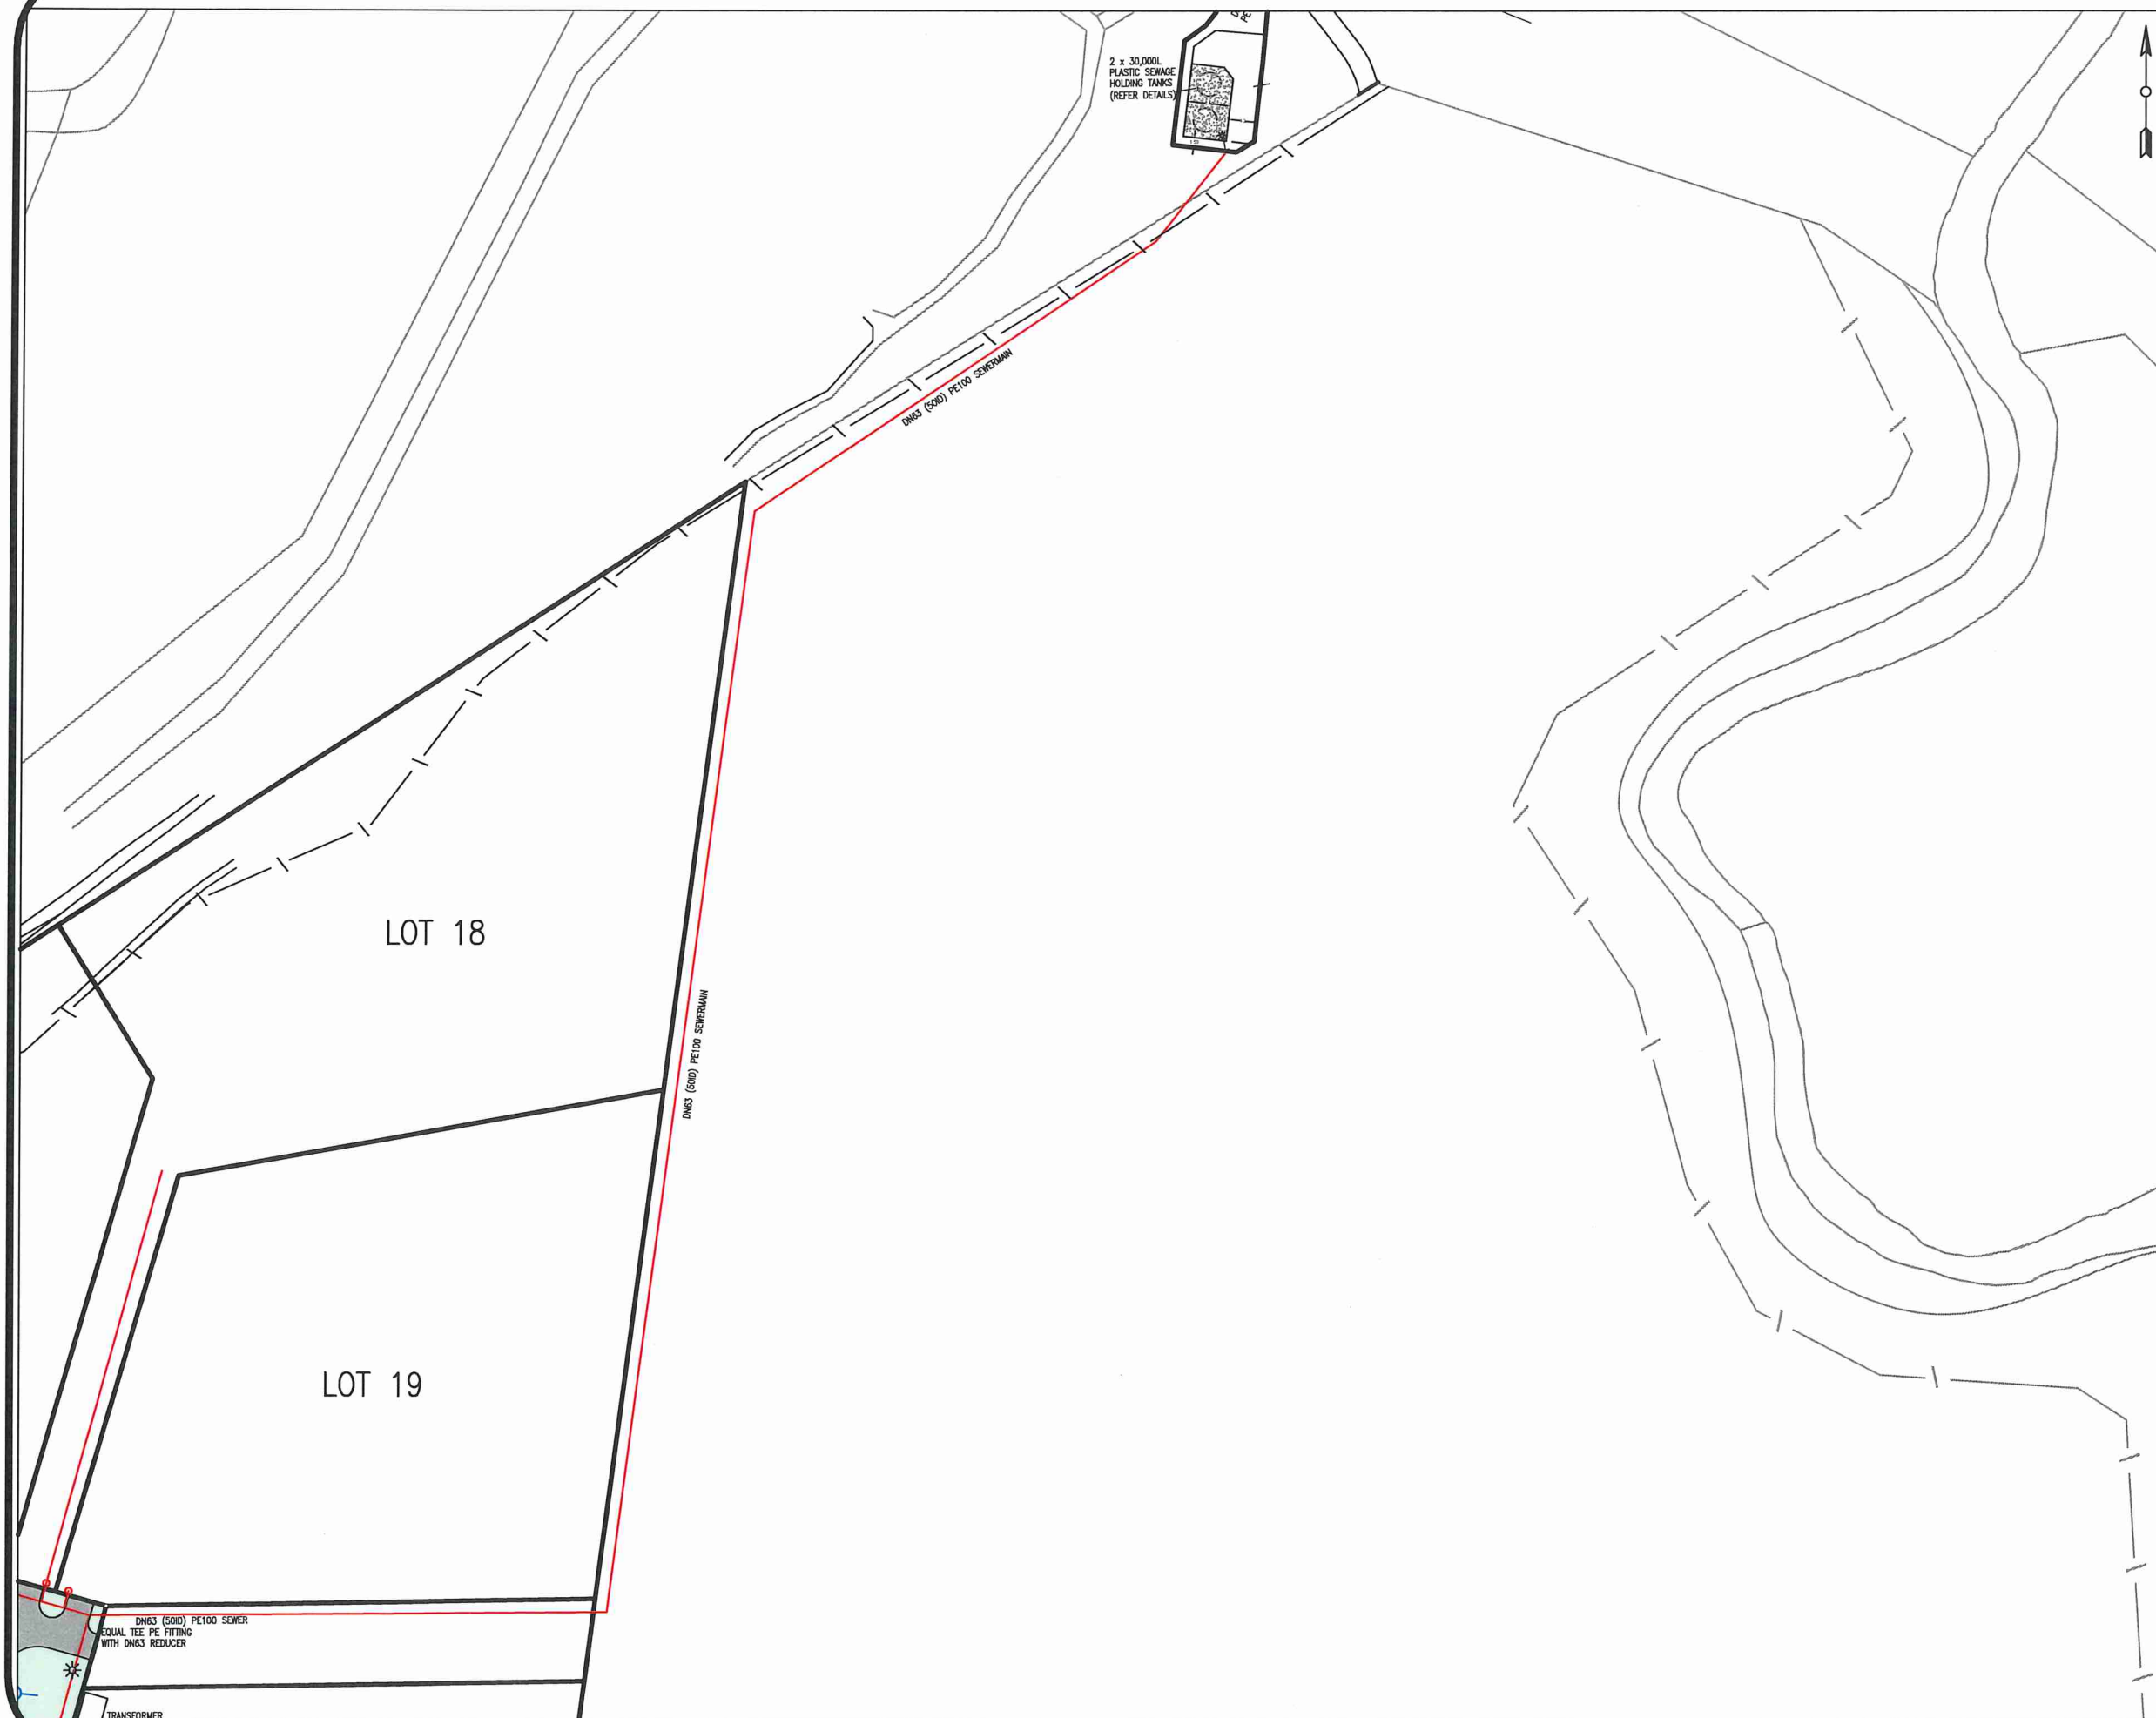 2 x 30,000L
PLASTIC SEWAGE
HOLDING TANKS
(REFER DETAILS)
DN63 (50ID) PE100 SEWERMAIN
LOT 18
DN63 (50ID) PE100 SEWERMAIN
LOT 19
DN63 (50ID) PE100 SEWER
EQUAL TEE PE FITTING
WITH DN63 REDUCER
TRANSFORMER